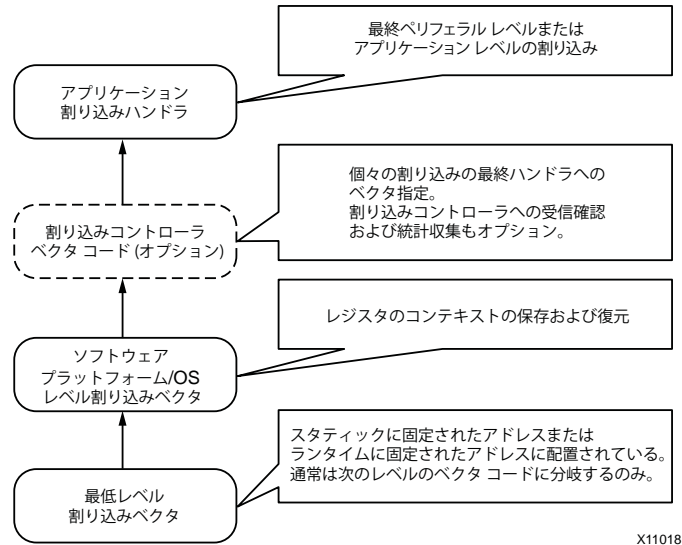 最終ペリフェラル レベルまたは
アプリケーション レベルの割り込み
アプリケーション
割り込みハンドラ
個々の割り込みの最終ハンドラへの
ベクタ指定。
割り込みコントローラへの受信確認
および統計収集もオプション。
割り込みコントローラ
ベクタ コード (オプション)
レジスタのコンテキストの保存および復元
ソフトウェア
プラットフォーム/OS
レベル割り込みベクタ
スタティックに固定されたアドレスまたは
ランタイムに固定されたアドレスに配置されている。
通常は次のレベルのベクタ コードに分岐するのみ。
最低レベル
割り込みベクタ
X11018